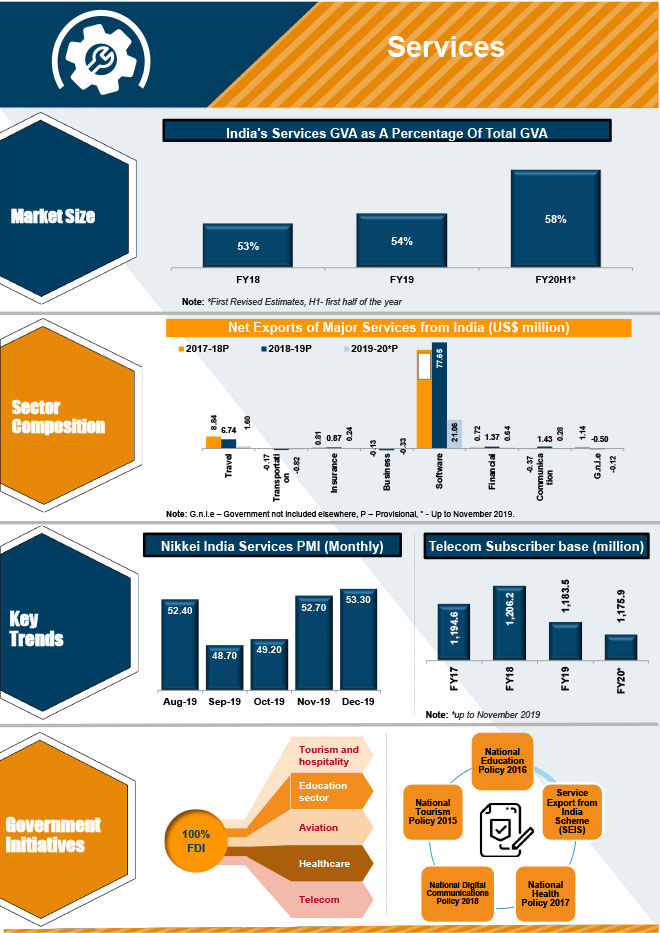 Services
Market Size
India's Services GVA as A Percentage Of Total GVA
53%
54%
58%
FY18
FY19
FY20H1*
Note: *First Revised Estimates, H1- first half of the year
Sector
Composition
Net Exports of Major Services from India (US$ million)
2017-18P
2018-19P
2019-20*P
8.84
6.74
1.60
Travel
-0.17
-0.82
Transportati
on
0.81
0.87
0.24
Insurance
-0.13
-0.33
Business
77.65
21.06
Software
0.72
1.37
0.64
Financial
-0.37
1.43
0.28
Communica
tion
1.14
-0.50
-0.12
G.n.i.e
Note: G.n.i.e – Government not included elsewhere, P – Provisional, * - Up to November 2019.
Key
Trends
Nikkei India Services PMI (Monthly)
52.40
48.70
49.20
52.70
53.30
Aug-19
Sep-19
Oct-19
Nov-19
Dec-19
Telecom Subscriber base (million)
1,194.6
1,206.2
1,183.5
1,175.9
FY17
FY18
FY19
FY20*
Note: *up to November 2019
Government
Initiatives
100%
FDI
Tourism and
hospitality
Education
sector
Aviation
Healthcare
Telecom
National
Education
Policy 2016
Service
Export from
India
Scheme
(SEIS)
National
Health
Policy 2017
National Digital
Communications
Policy 2018
National
Tourism
Policy 2015